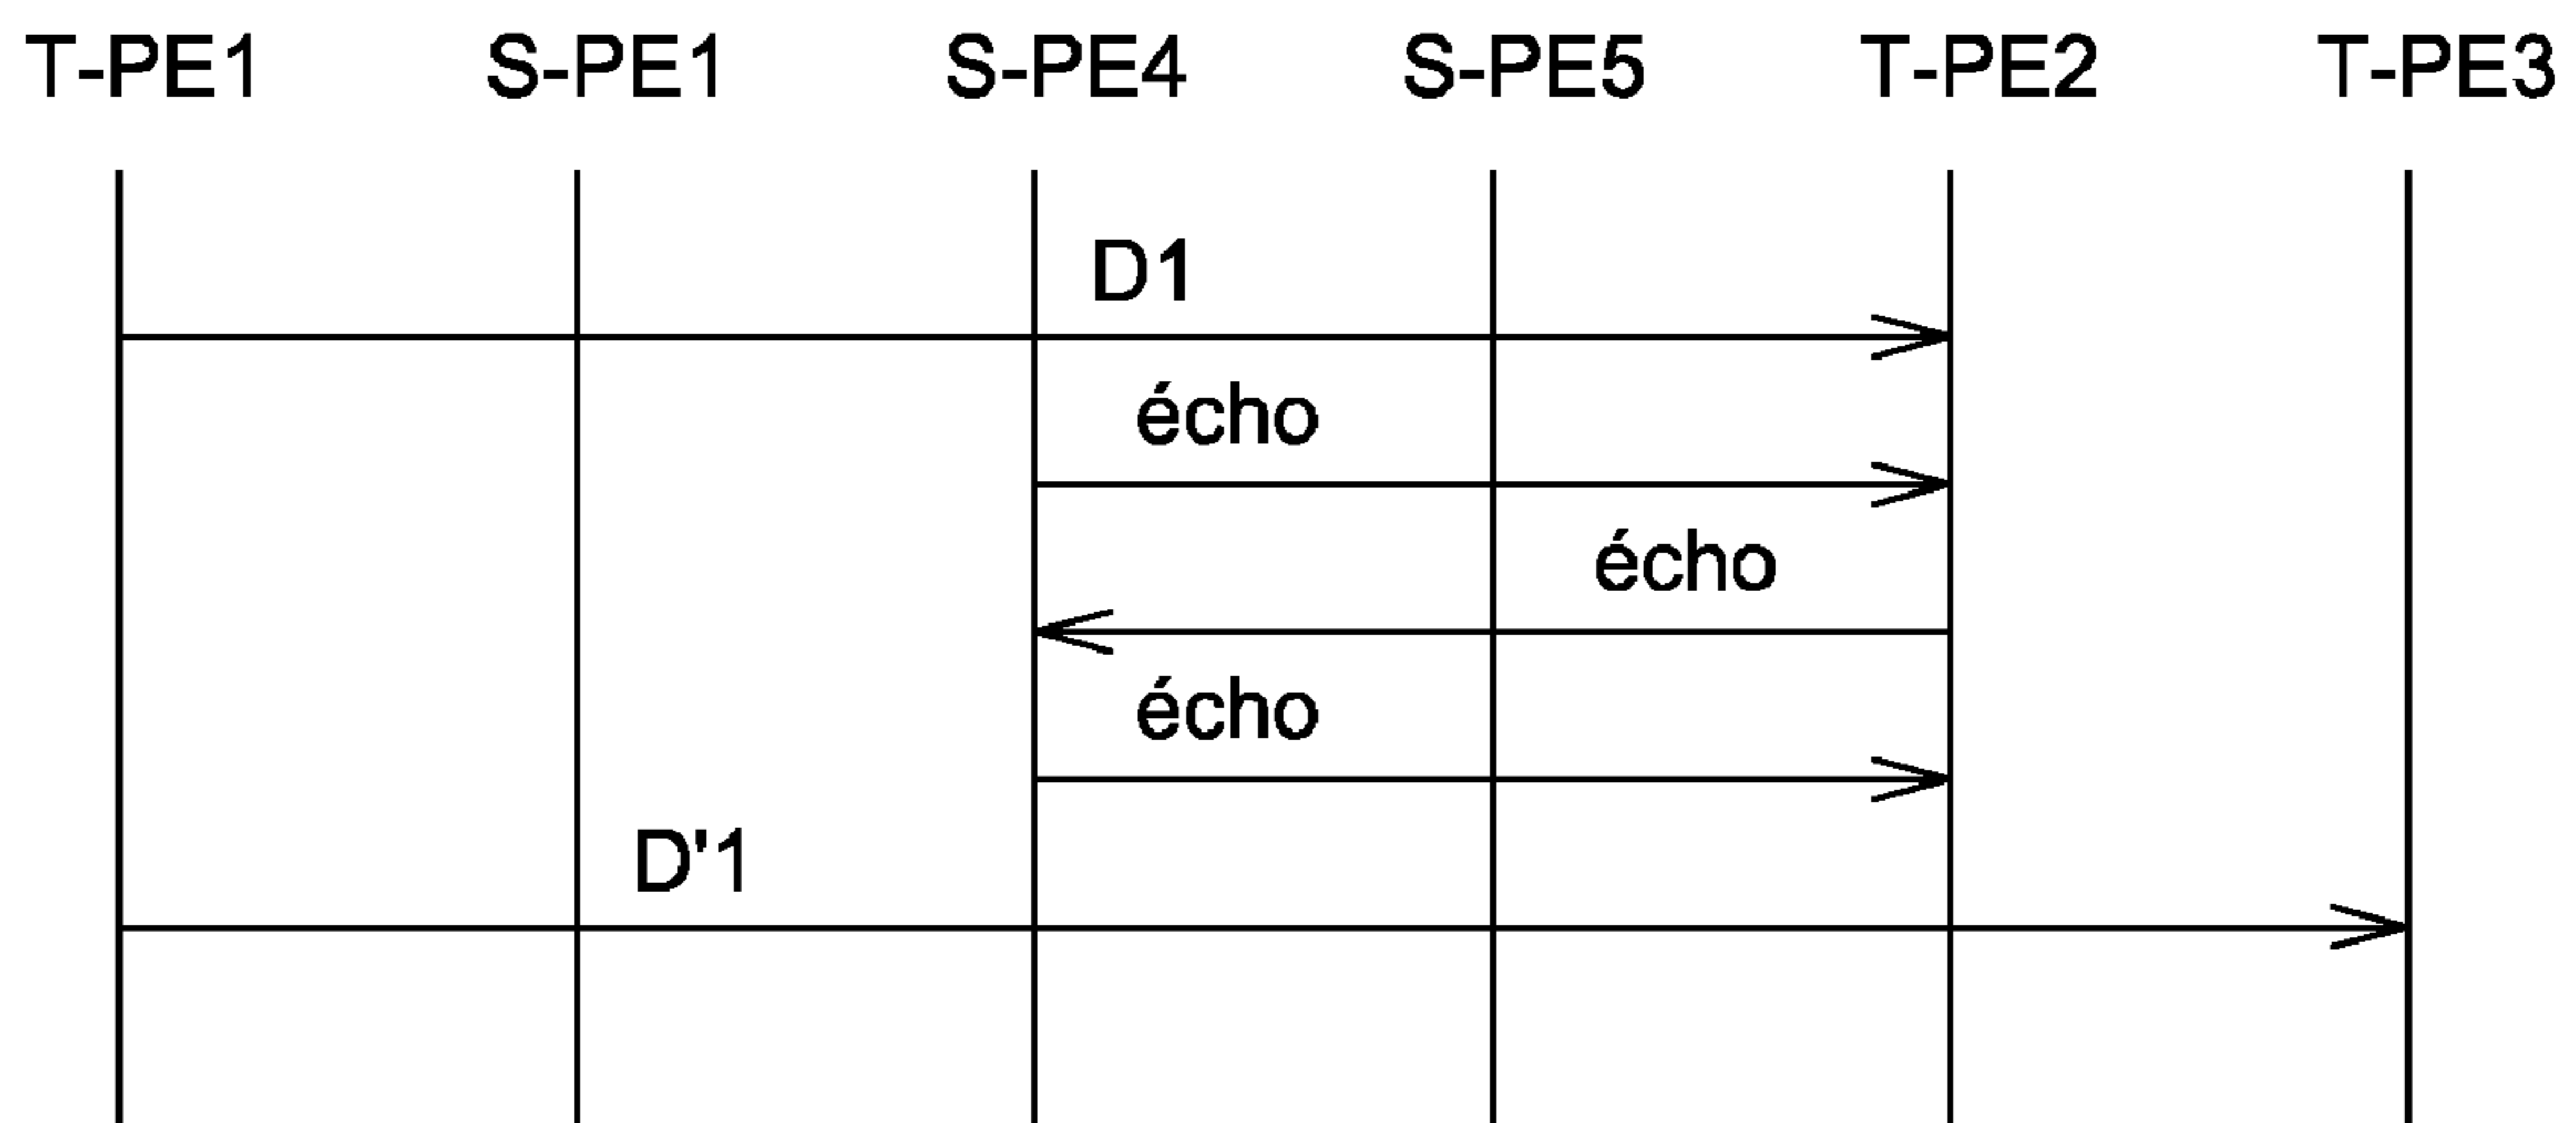 T-PE1 S-PE1 S-PE4 S-PE5 T-PE2 T-PE3
D1
écho
écho
écho
D'1